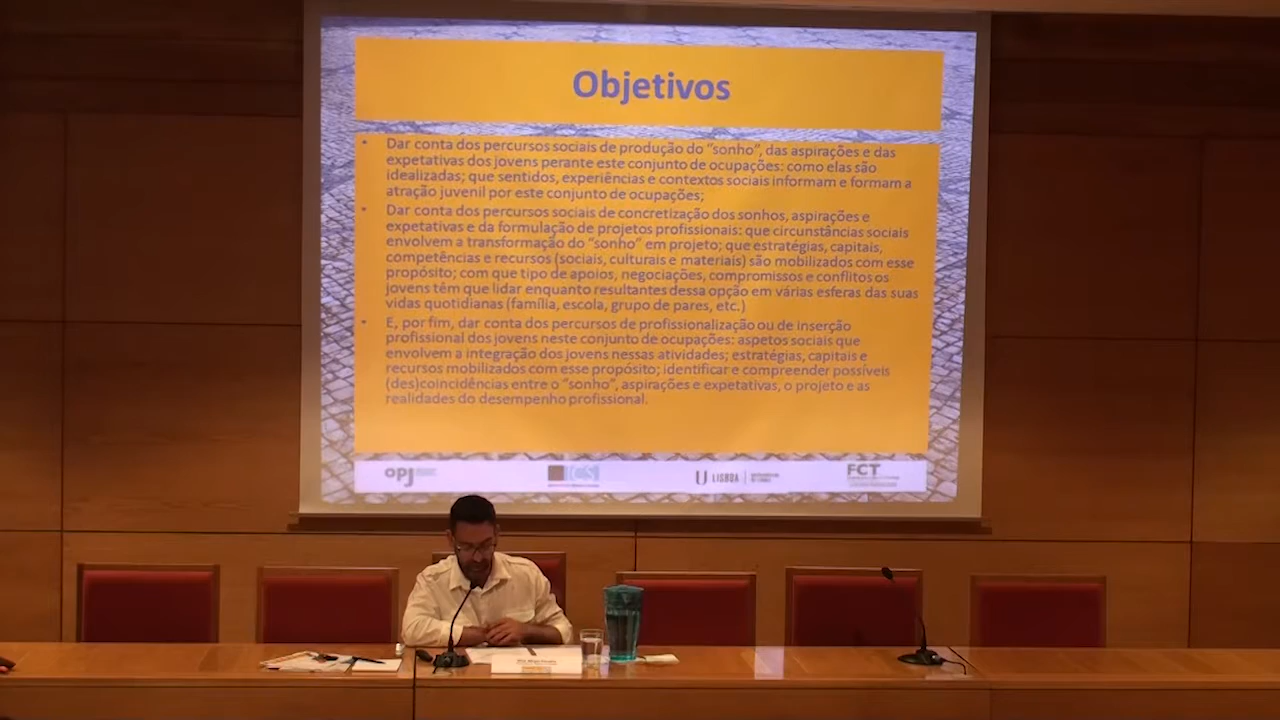 Objetivos
• Dar conta dos percursos sociais de produção do “sonho”, das aspirações e das
expetativas dos jovens perante este conjunto de ocupações: como elas são
idealizadas; que sentidos, experiências e contextos sociais informam e formam a
atração juvenil por este conjunto de ocupações;
• Dar conta dos percursos sociais de concretização dos sonhos, aspirações e
expetativas e da formulação de projetos profissionais: que circunstâncias sociais
envolvem a transformação do “sonho” em projeto; que estratégias, capitais,
competências e recursos (sociais, culturais e materiais) são mobilizados com esse
propósito; com que tipo de apoios, negociações, compromissos e conflitos os
jovens têm que lidar enquanto resultantes dessa opção em várias esferas das suas
vidas quotidianas (família, escola, grupo de pares, etc.)
• E, por fim, dar conta dos percursos de profissionalização ou de inserção
profissional dos jovens neste conjunto de ocupações: aspetos sociais que
envolvem a integração dos jovens nessas atividades; estratégias, capitais e
recursos mobilizados com esse propósito; identificar e compreender possíveis
(des)coincidências entre o “sonho”, aspirações e expetativas, o projeto e as
realidades do desempenho profissional.
opj ICS U LISBOA FCT